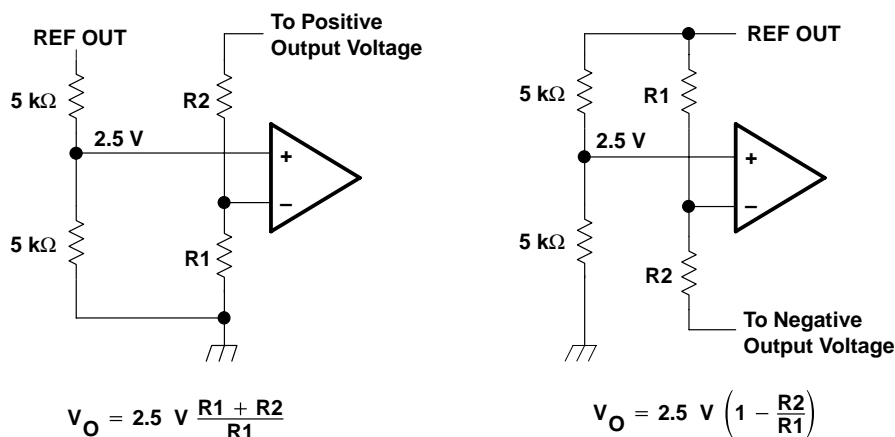 REF OUT
To Positive
Output Voltage
5 kΩ
R2
2.5 V
+
−
5 kΩ
R1
V_O = 2.5 V (R1 + R2)/R1
REF OUT
5 kΩ
R1
2.5 V
+
−
5 kΩ
R2
To Negative
Output Voltage
V_O = 2.5 V (1 − R2/R1)